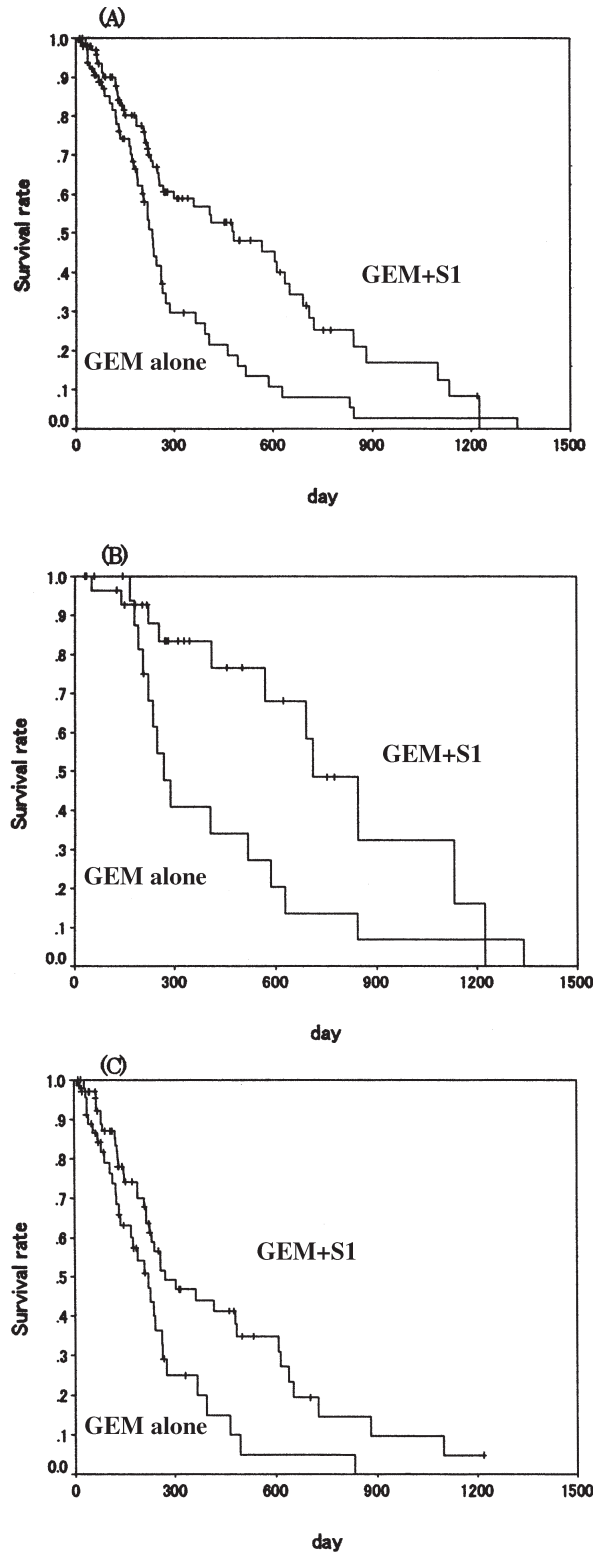 (A)
1.0
.9
.8
.7
.6
.5
.4
.3
.2
.1
0.0
Survival rate
GEM+S1
GEM alone
0 300 600 900 1200 1500
day
(B)
1.0
.9
.8
.7
.6
.5
.4
.3
.2
.1
0.0
Survival rate
GEM+S1
GEM alone
0 300 600 900 1200 1500
day
(C)
1.0
.9
.8
.7
.6
.5
.4
.3
.2
.1
0.0
Survival rate
GEM+S1
GEM alone
0 300 600 900 1200 1500
day